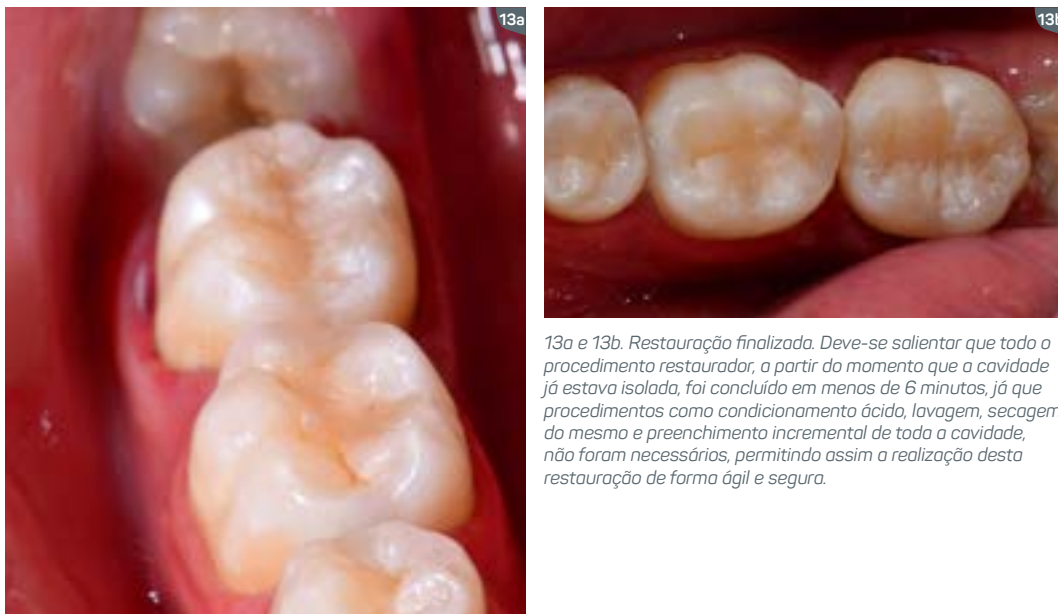 13a
13b
13a e 13b. Restauração finalizada. Deve-se salientar que todo o
procedimento restaurador, a partir do momento que a cavidade
já estava isolada, foi concluído em menos de 6 minutos, já que
procedimentos como condicionamento ácido, lavagem, secagem
do mesmo e preenchimento incremental de toda a cavidade,
não foram necessários, permitindo assim a realização desta
restauração de forma ágil e segura.